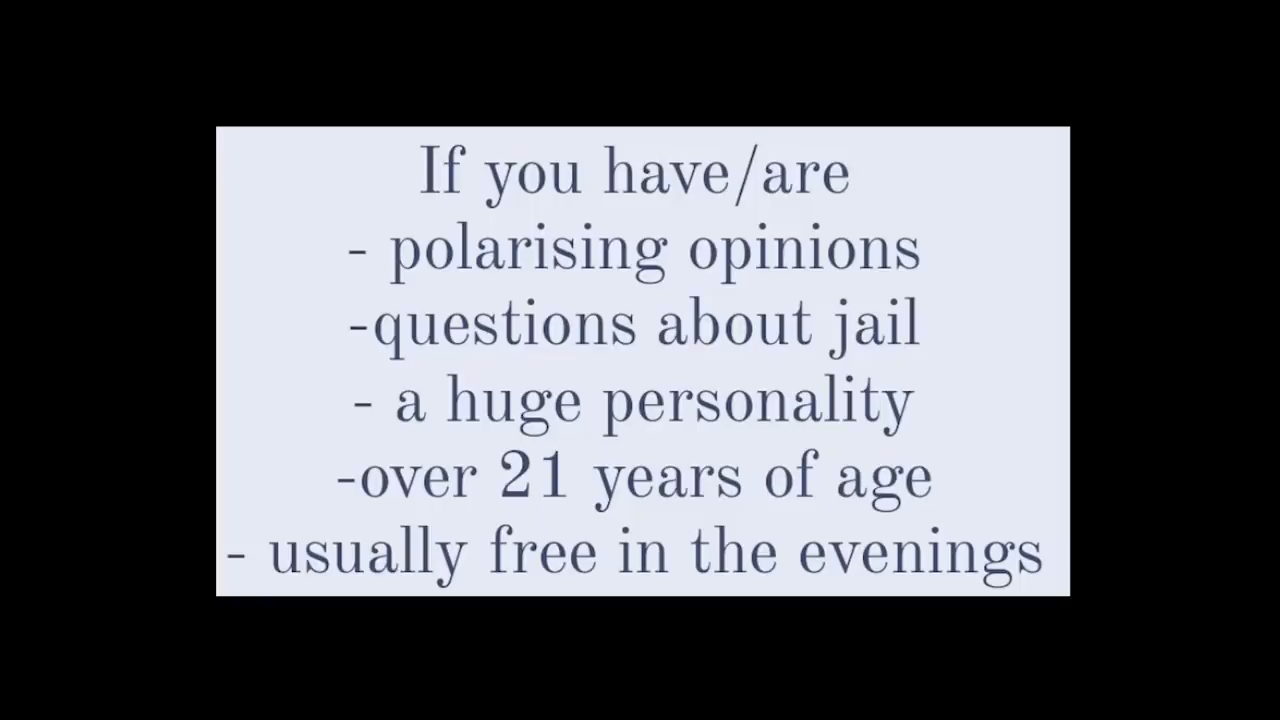 If you have/are
- polarising opinions
-questions about jail
- a huge personality
-over 21 years of age
- usually free in the evenings